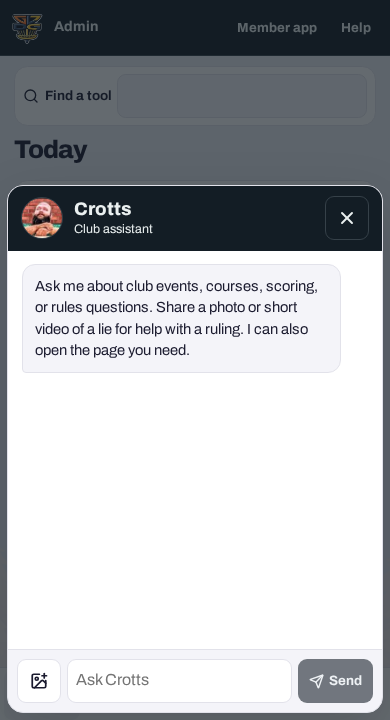 Admin
Member app
Help
Find a tool
Today
Crotts
Club assistant
Ask me about club events, courses, scoring,
or rules questions. Share a photo or short
video of a lie for help with a ruling. I can also
open the page you need.
Ask Crotts
Send